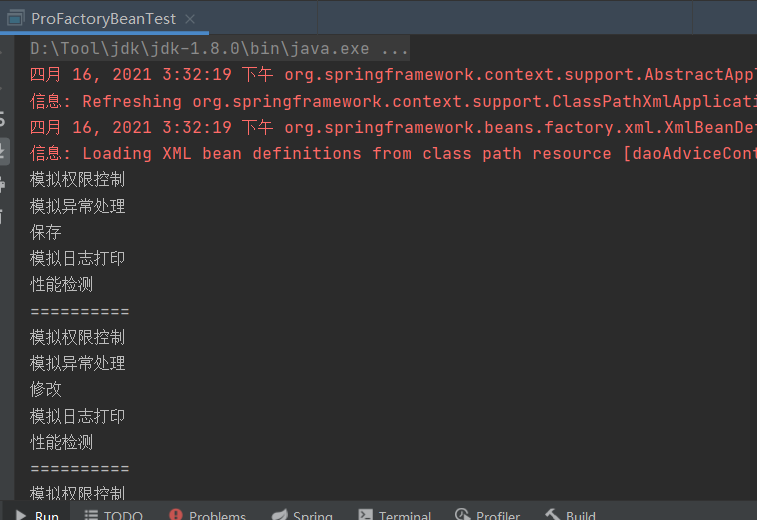 ProFactoryBeanTest
D:\Tool\jdk\jdk-1.8.0\bin\java.exe ...
四月 16, 2021 3:32:19 下午 org.springframework.context.support.AbstractAppl
信息: Refreshing org.springframework.context.support.ClassPathXmlApplicati
四月 16, 2021 3:32:19 下午 org.springframework.beans.factory.xml.XmlBeanDef
信息: Loading XML bean definitions from class path resource [daoAdviceCont
模拟权限控制
模拟异常处理
保存
模拟日志打印
性能检测
==========
模拟权限控制
模拟异常处理
修改
模拟日志打印
性能检测
==========
模拟权限控制
Run TODO Problems Spring Terminal Profiler Build